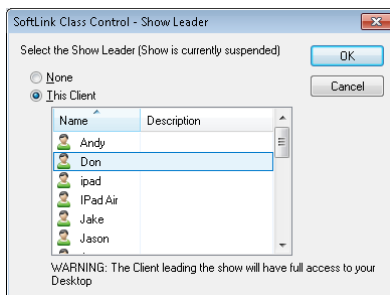 SoftLink Class Control - Show Leader
Select the Show Leader (Show is currently suspended)
OK
None
Cancel
This Client
Name Description
Andy
Don
ipad
IPad Air
Jake
Jason
WARNING: The Client leading the show will have full access to your
Desktop